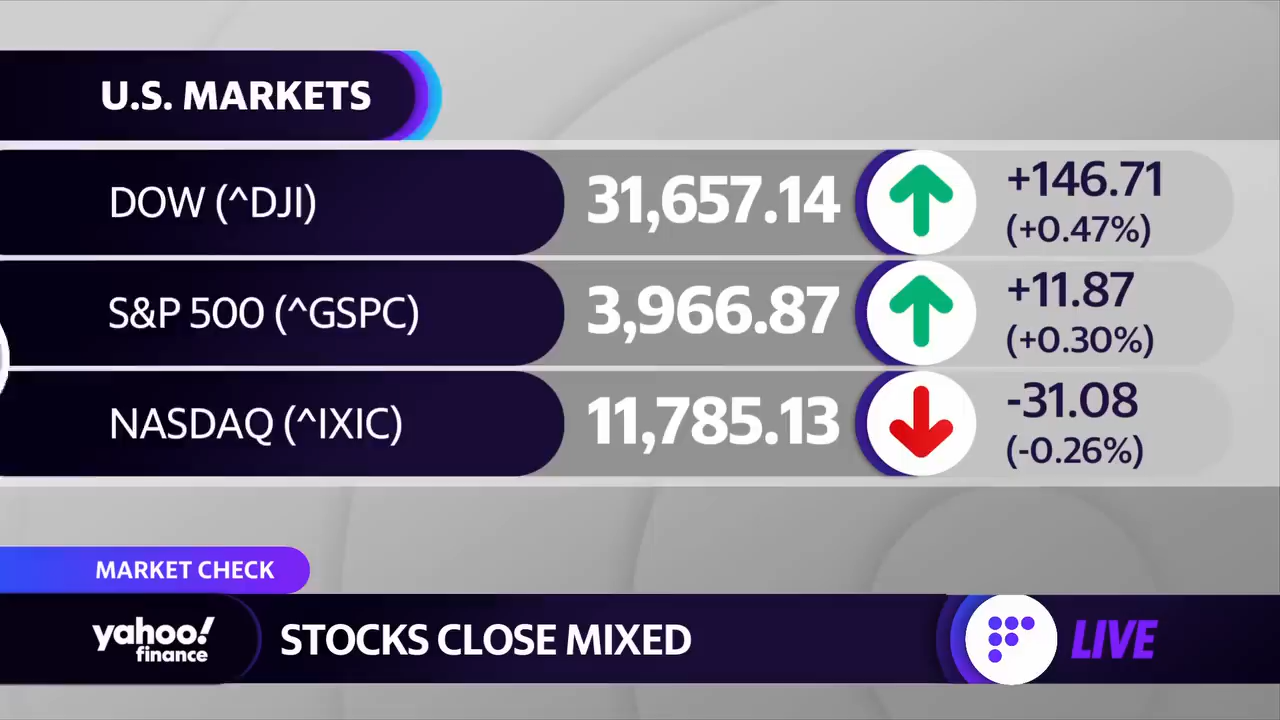 U.S. MARKETS
DOW (^DJI) 31,657.14 +146.71
(+0.47%)
S&P 500 (^GSPC) 3,966.87 +11.87
(+0.30%)
NASDAQ (^IXIC) 11,785.13 -31.08
(-0.26%)
MARKET CHECK
yahoo!
finance
STOCKS CLOSE MIXED
LIVE